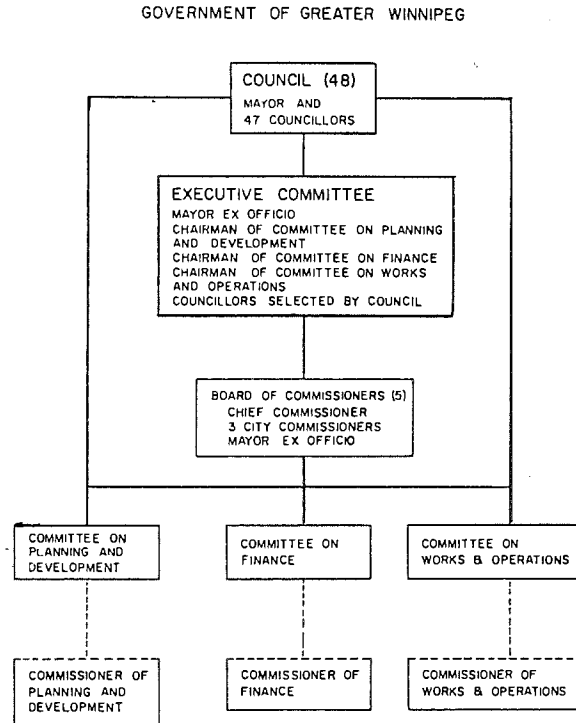 GOVERNMENT OF GREATER WINNIPEG
COUNCIL (48)
MAYOR AND
47 COUNCILLORS
EXECUTIVE COMMITTEE
MAYOR EX OFFICIO
CHAIRMAN OF COMMITTEE ON PLANNING
AND DEVELOPMENT
CHAIRMAN OF COMMITTEE ON FINANCE
CHAIRMAN OF COMMITTEE ON WORKS
AND OPERATIONS
COUNCILLORS SELECTED BY COUNCIL
BOARD OF COMMISSIONERS (5)
CHIEF COMMISSIONER
3 CITY COMMISSIONERS
MAYOR EX OFFICIO
COMMITTEE ON
PLANNING AND
DEVELOPMENT
COMMITTEE ON
FINANCE
COMMITTEE ON
WORKS & OPERATIONS
COMMISSIONER OF
PLANNING AND
DEVELOPMENT
COMMISSIONER OF
FINANCE
COMMISSIONER OF
WORKS & OPERATIONS